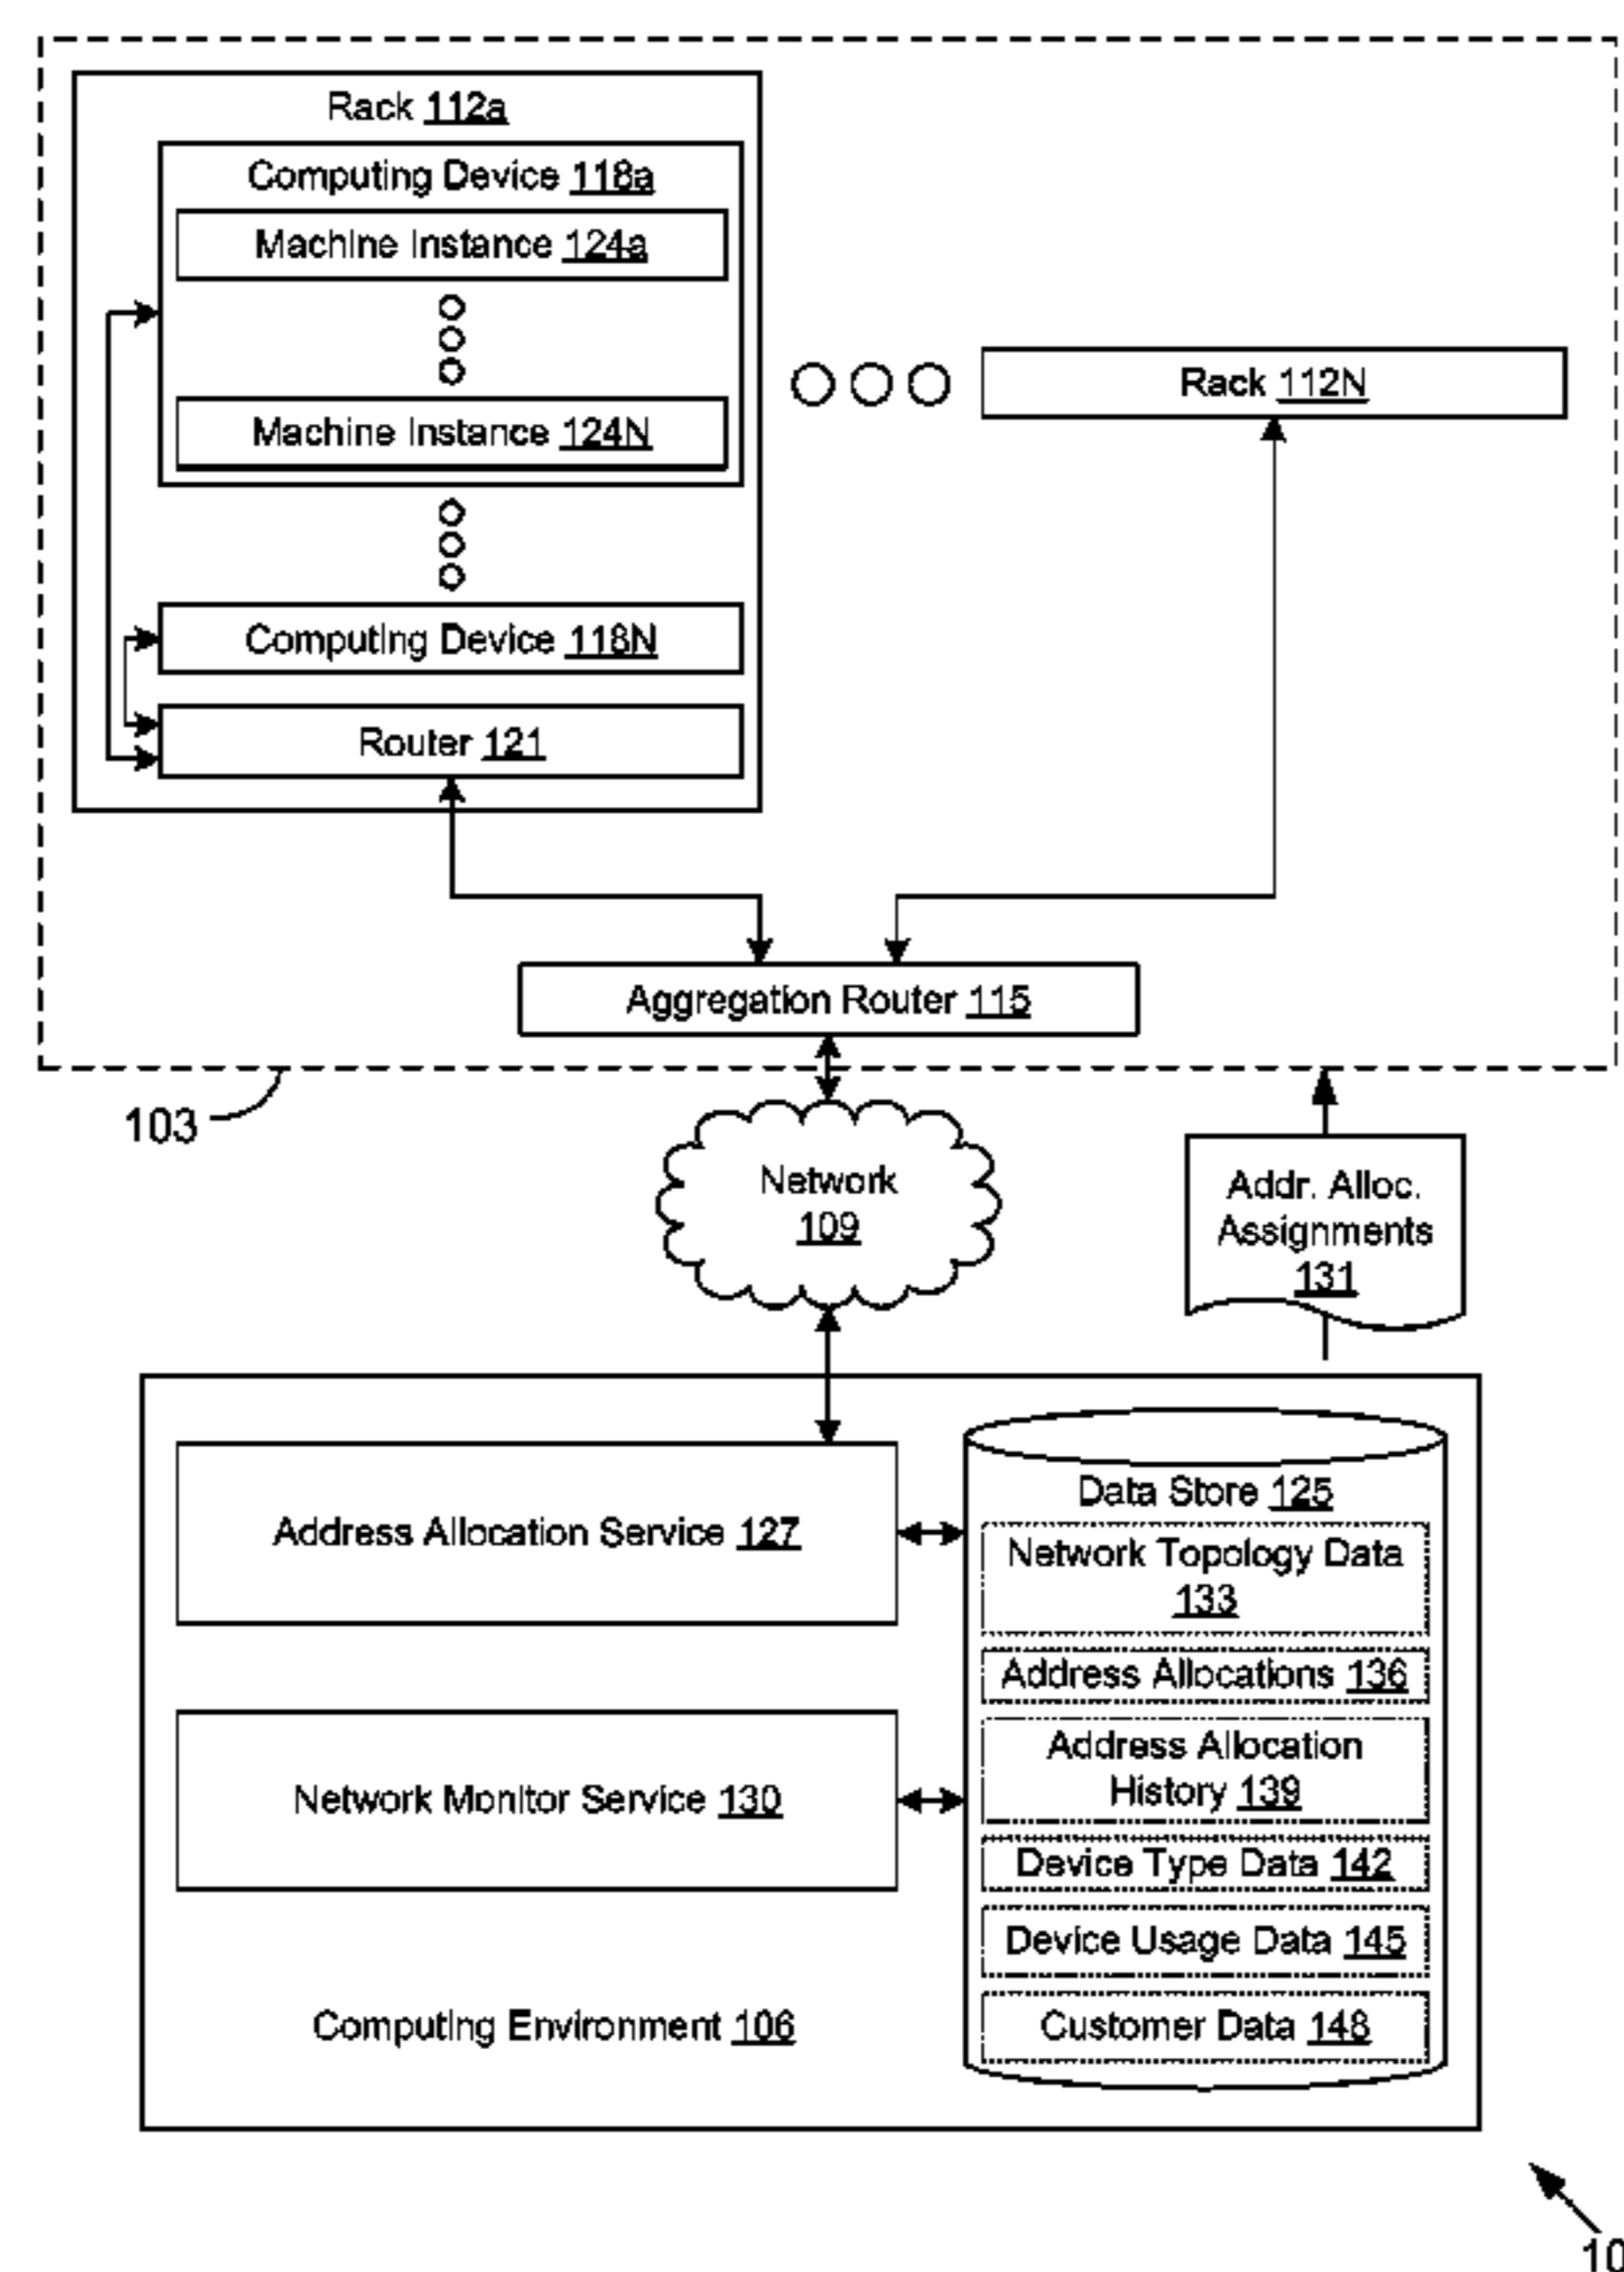 Rack 112a
Computing Device 118a
Machine Instance 124a
Machine Instance 124N
Computing Device 118N
Router 121
Rack 112N
Aggregation Router 115
103
Network
109
Addr. Alloc.
Assignments
131
Address Allocation Service 127
Network Monitor Service 130
Computing Environment 106
Data Store 125
Network Topology Data
133
Address Allocations 136
Address Allocation
History 139
Device Type Data 142
Device Usage Data 145
Customer Data 148